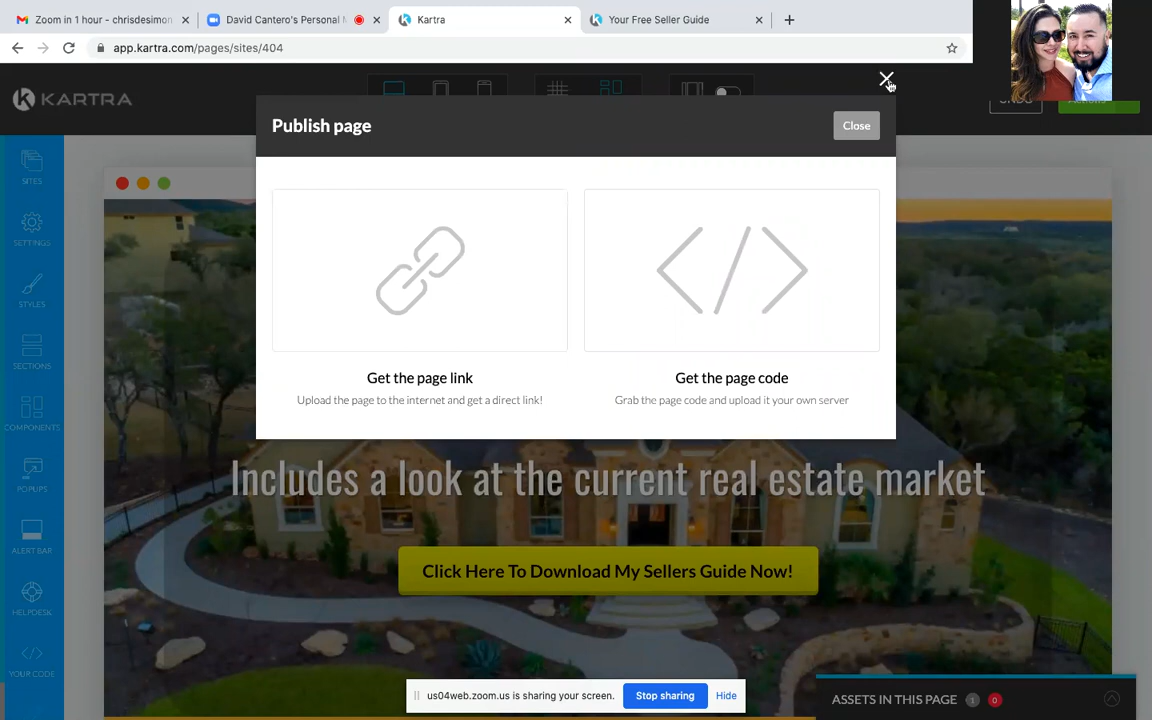 Zoom in 1 hour - chrisdesimon
David Cantero's Personal
Kartra
Your Free Seller Guide
app.kartra.com/pages/sites/404
KARTRA
UNDO
Actions
Publish page
Close
SITES
SETTINGS
STYLES
SECTIONS
COMPONENTS
POPUPS
ALERT BAR
HELPDESK
YOUR CODE
Get the page link
Get the page code
Upload the page to the internet and get a direct link!
Grab the page code and upload it your own server
Includes a look at the current real estate market
Click Here To Download My Sellers Guide Now!
us04web.zoom.us is sharing your screen.
Stop sharing
Hide
ASSETS IN THIS PAGE
1
0